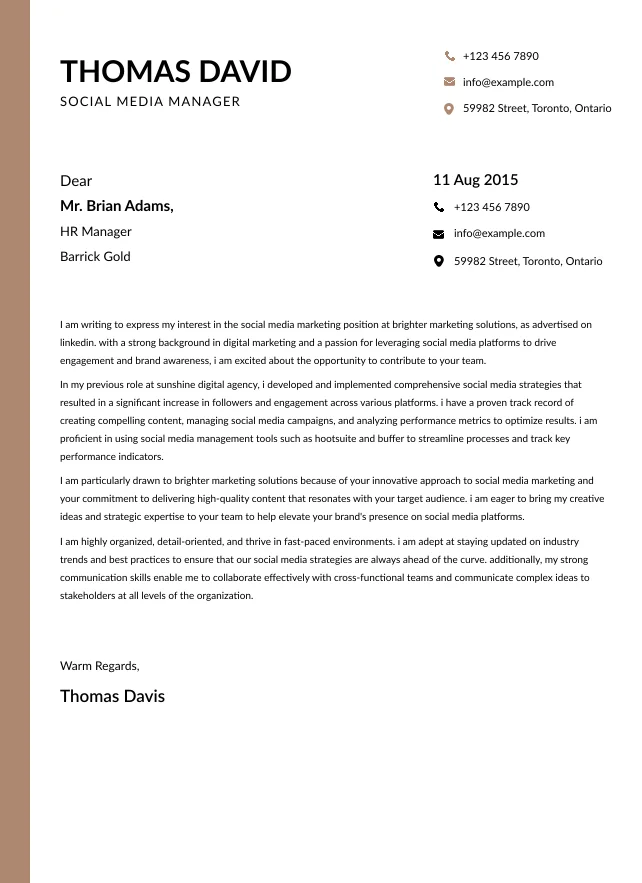 THOMAS DAVID
SOCIAL MEDIA MANAGER
+123 456 7890
info@example.com
59982 Street, Toronto, Ontario
Dear
Mr. Brian Adams,
HR Manager
Barrick Gold
11 Aug 2015
+123 456 7890
info@example.com
59982 Street, Toronto, Ontario
I am writing to express my interest in the social media marketing position at brighter marketing solutions, as advertised on
linkedin. with a strong background in digital marketing and a passion for leveraging social media platforms to drive
engagement and brand awareness, i am excited about the opportunity to contribute to your team.
In my previous role at sunshine digital agency, i developed and implemented comprehensive social media strategies that
resulted in a significant increase in followers and engagement across various platforms. i have a proven track record of
creating compelling content, managing social media campaigns, and analyzing performance metrics to optimize results. i am
proficient in using social media management tools such as hootsuite and buffer to streamline processes and track key
performance indicators.
I am particularly drawn to brighter marketing solutions because of your innovative approach to social media marketing and
your commitment to delivering high-quality content that resonates with your target audience. i am eager to bring my creative
ideas and strategic expertise to your team to help elevate your brand's presence on social media platforms.
I am highly organized, detail-oriented, and thrive in fast-paced environments. i am adept at staying updated on industry
trends and best practices to ensure that our social media strategies are always ahead of the curve. additionally, my strong
communication skills enable me to collaborate effectively with cross-functional teams and communicate complex ideas to
stakeholders at all levels of the organization.
Warm Regards,
Thomas Davis